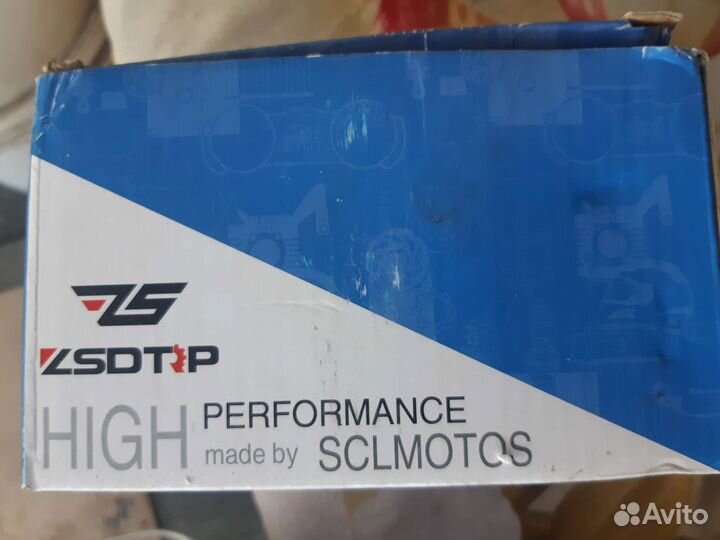 ZS
ZSDTRP
HIGH PERFORMANCE
made by SCLMOTOS
Avito